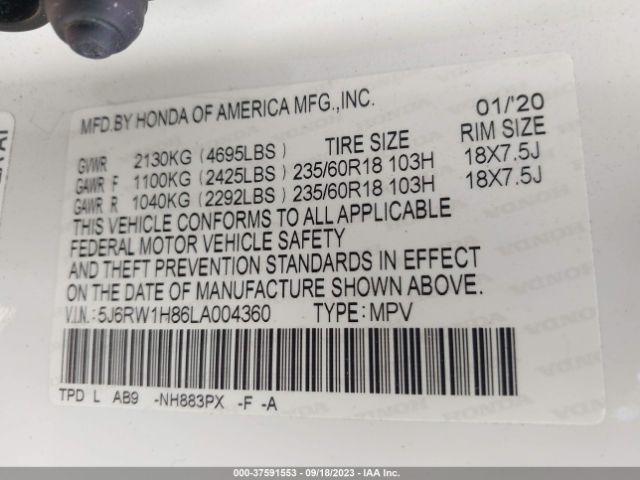 MFD.BY HONDA OF AMERICA MFG.,INC. 01/'20
TIRE SIZE RIM SIZE
GVWR 2130KG (4695LBS)
GAWR F 1100KG (2425LBS) 235/60R18 103H 18X7.5J
GAWR R 1040KG (2292LBS) 235/60R18 103H 18X7.5J
THIS VEHICLE CONFORMS TO ALL APPLICABLE
FEDERAL MOTOR VEHICLE SAFETY
AND THEFT PREVENTION STANDARDS IN EFFECT
ON THE DATE OF MANUFACTURE SHOWN ABOVE.
V.I.N.: 5J6RW1H86LA004360 TYPE: MPV
TPD L AB9 -NH883PX -F -A
000-37591553 - 09/18/2023 - IAA Inc.